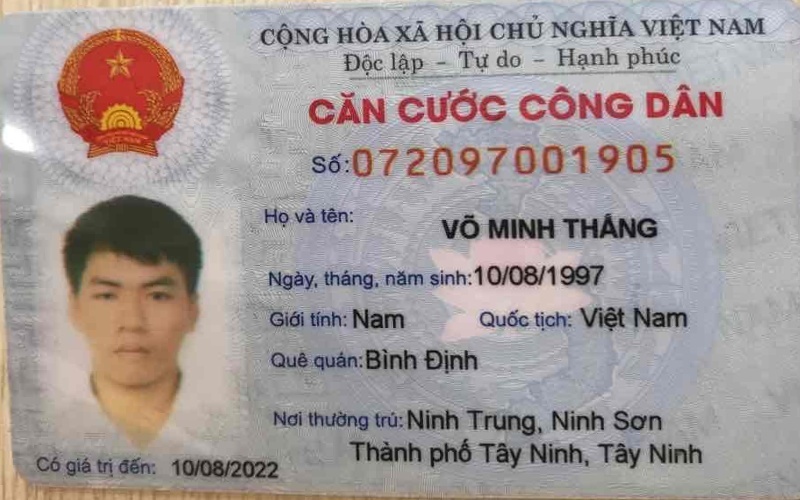 CỘNG HÒA XÃ HỘI CHỦ NGHĨA VIỆT NAM
Độc lập - Tự do - Hạnh phúc
CĂN CƯỚC CÔNG DÂN
Số: 072097001905
Họ và tên: VÕ MINH THẮNG
Ngày, tháng, năm sinh: 10/08/1997
Giới tính: Nam Quốc tịch: Việt Nam
Quê quán: Bình Định
Nơi thường trú: Ninh Trung, Ninh Sơn
Thành phố Tây Ninh, Tây Ninh
Có giá trị đến: 10/08/2022
VIỆT NAM